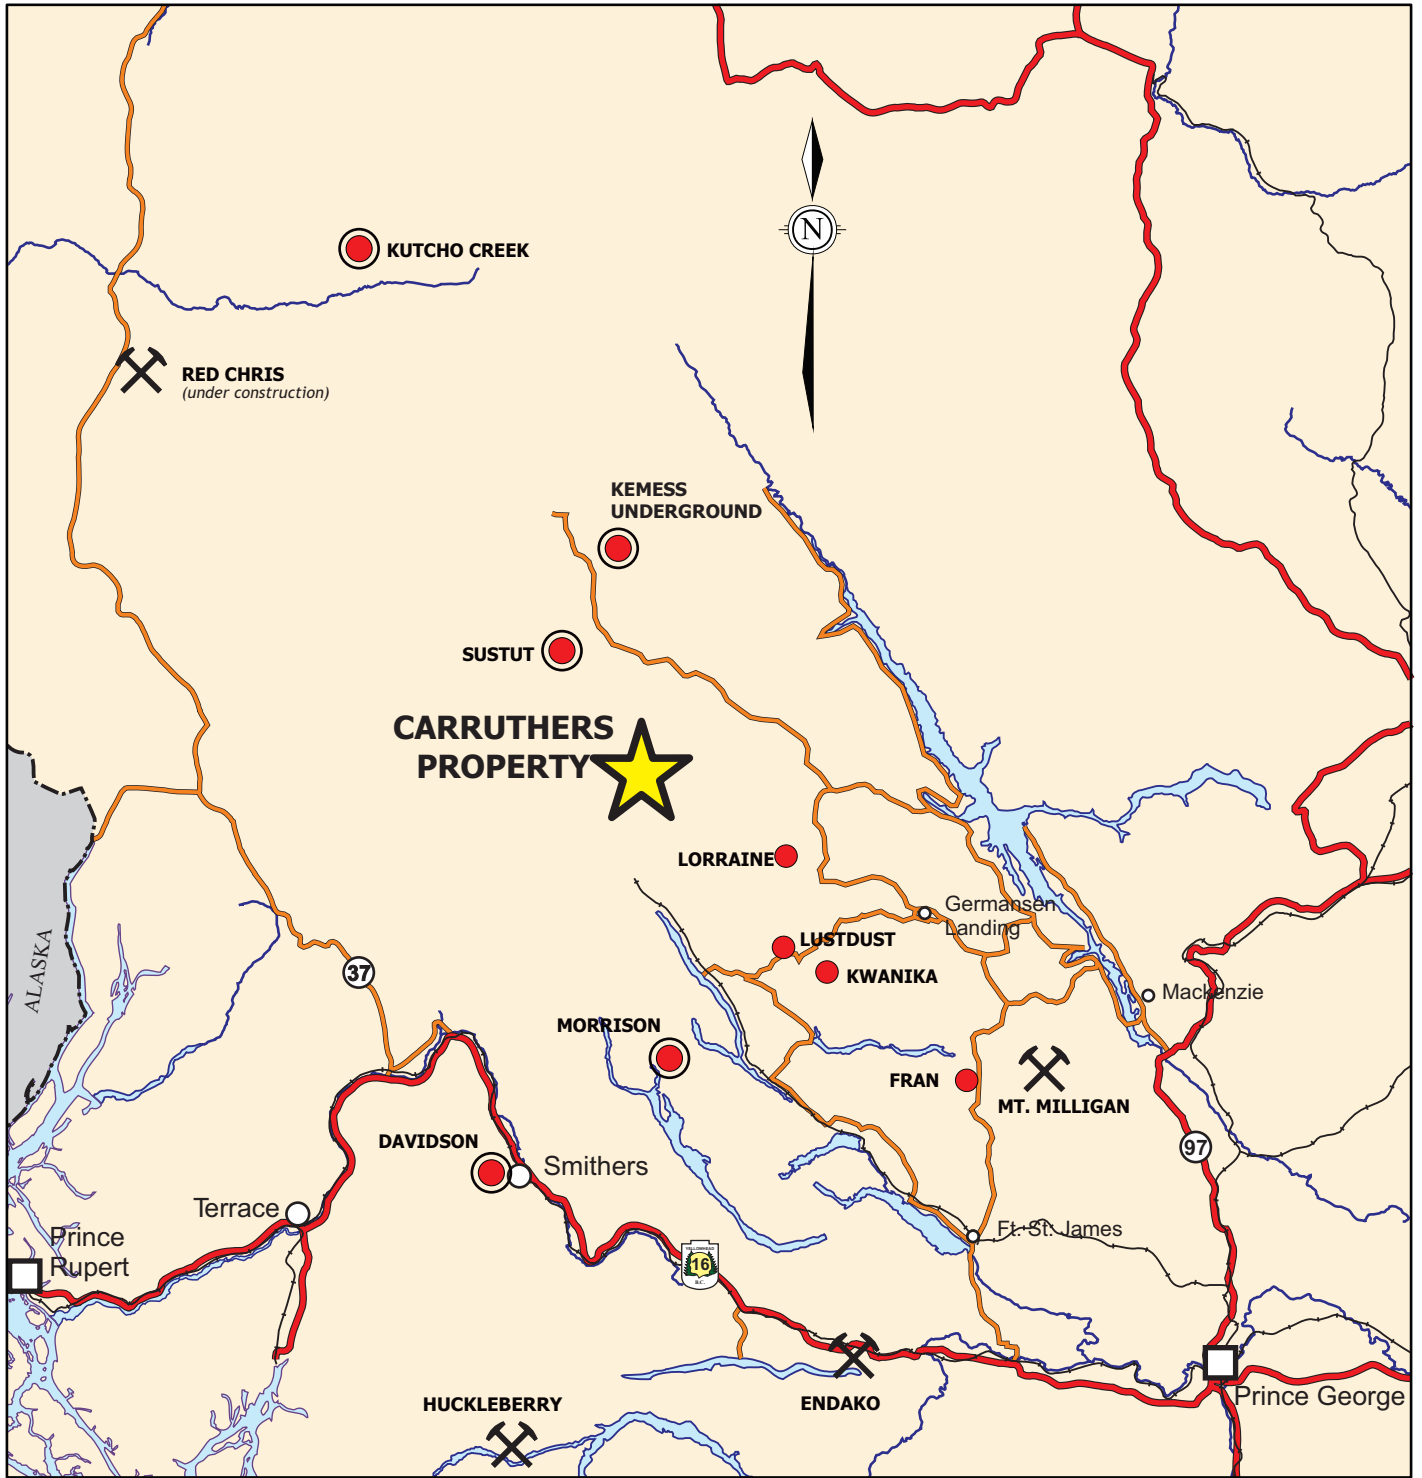 N
KUTCHO CREEK
RED CHRIS
(under construction)
KEMESS
UNDERGROUND
SUSTUT
CARRUTHERS
PROPERTY
LORRAINE
Germansen
Landing
LUSTDUST
KWANIKA
ALASKA
37
Mackenzie
MORRISON
FRAN
MT. MILLIGAN
DAVIDSON
Smithers
97
Terrace
Prince
Rupert
Ft. St. James
YELLOWHEAD
16
B.C.
ENDAKO
Prince George
HUCKLEBERRY